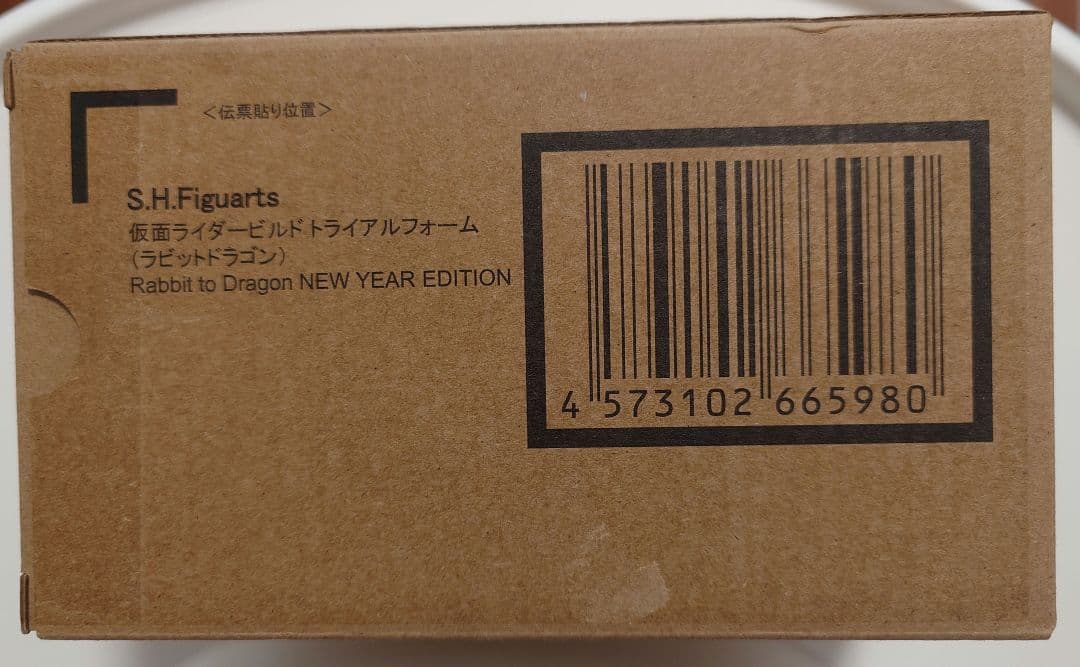 ＜伝票貼り位置＞
S.H.Figuarts
仮面ライダービルド トライアルフォーム
（ラビットドラゴン）
Rabbit to Dragon NEW YEAR EDITION
4 573102 665980